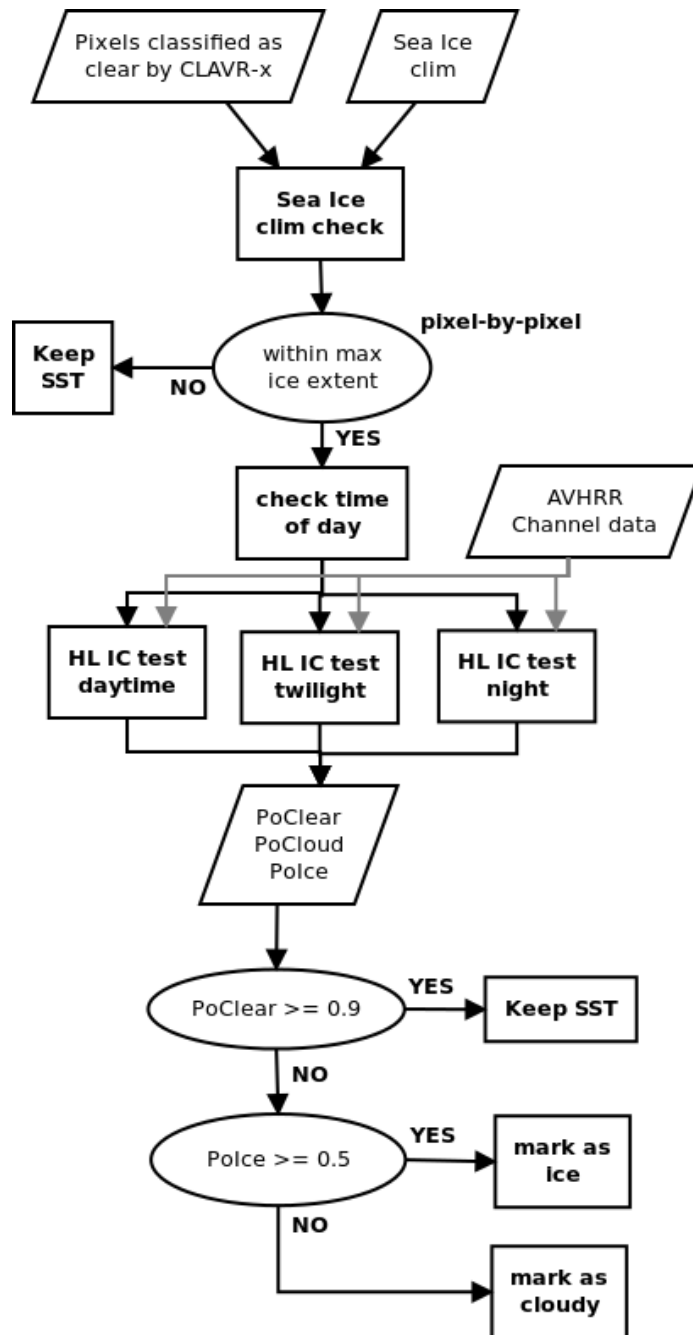 Pixels classified as
clear by CLAVR-x
Sea Ice
clim
Sea Ice
clim check
pixel-by-pixel
within max
ice extent
Keep
SST
NO
YES
check time
of day
AVHRR
Channel data
HL IC test
daytime
HL IC test
twilight
HL IC test
night
PoClear
PoCloud
PoIce
PoClear >= 0.9
YES
Keep SST
NO
PoIce >= 0.5
YES
mark as
ice
NO
mark as
cloudy